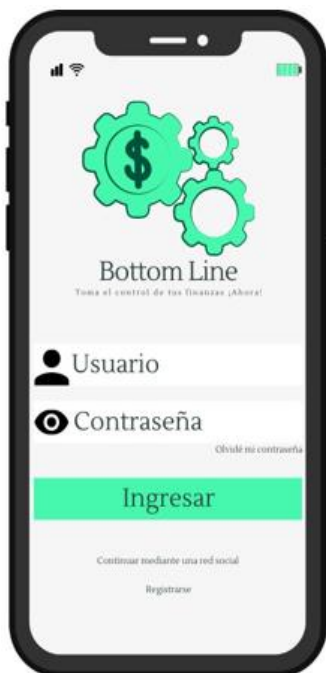 $
Bottom Line
Toma el control de tus finanzas ¡Ahora!
Usuario
Contraseña
Olvidé mi contraseña
Ingresar
Continuar mediante una red social
Registrarse